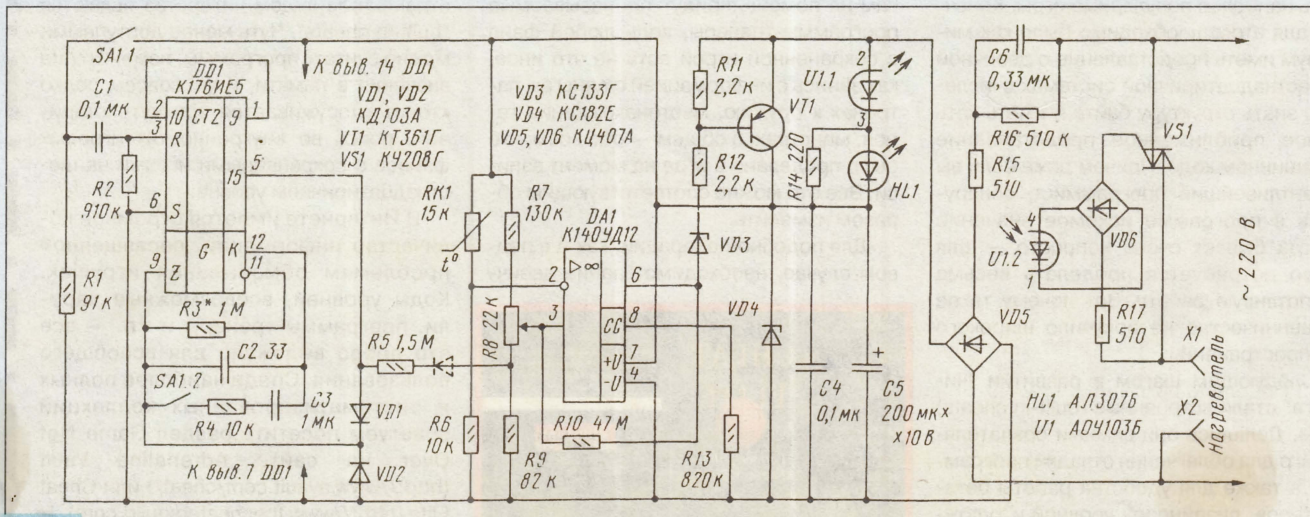 SA1.1
C1
0,1 мк
DD1
К176ИЕ5
2
10
СТ2
9
1
3
R
5
15
R2
910 к
6
S
G
K
12
11
9
Z
R1
91 к
R3* 1 М
C2 33
SA1.2
R4 10 к
C3
1 мк
К выв. 7 DD1
К выв. 14 DD1
VD1, VD2
КД103А
VT1 КТ361Г
VS1 КУ208Г
VD3 КС133Г
VD4 КС182Е
VD5, VD6 КЦ407А
RK1
15 к
t°
R7
130 к
R8 22 к
R5 1,5 М
VD1
VD2
R6
10 к
R9
82 к
DA1
К140УД12
2
3
6
CC
8
+U
7
-U
4
R10 47 М
R11
2,2 к
R12
2,2 к
VT1
VD3
VD4
R13
820 к
R14 220
2
U1.1
3
HL1
C4
0,1 мк
+
C5
200 мк х
х10 В
C6
0,33 мк
R16 510 к
R15
510
VS1
4
U1.2
1
VD6
R17
510
VD5
HL1 АЛ307Б
U1 АОУ103Б
~ 220 В
X1
X2
Нагреватель